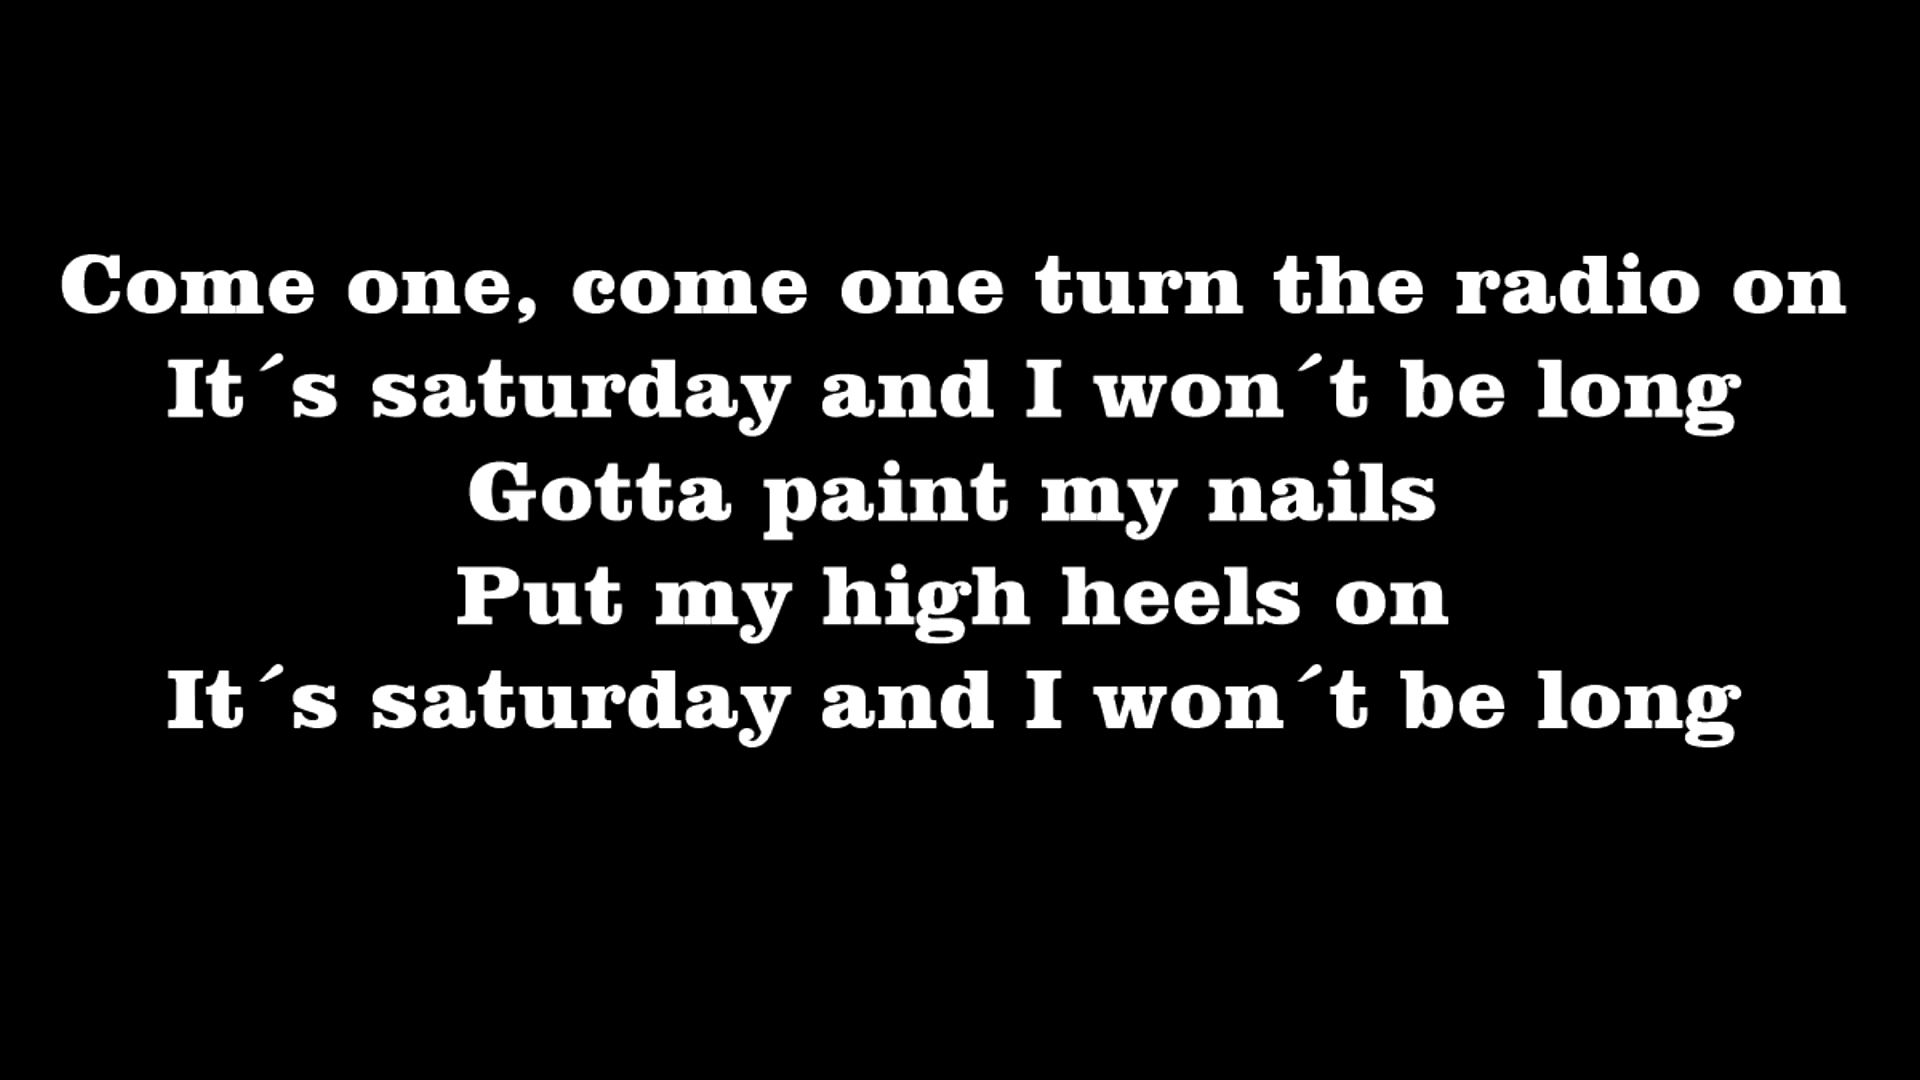 Come one, come one turn the radio on
It´s saturday and I won´t be long
Gotta paint my nails
Put my high heels on
It´s saturday and I won´t be long